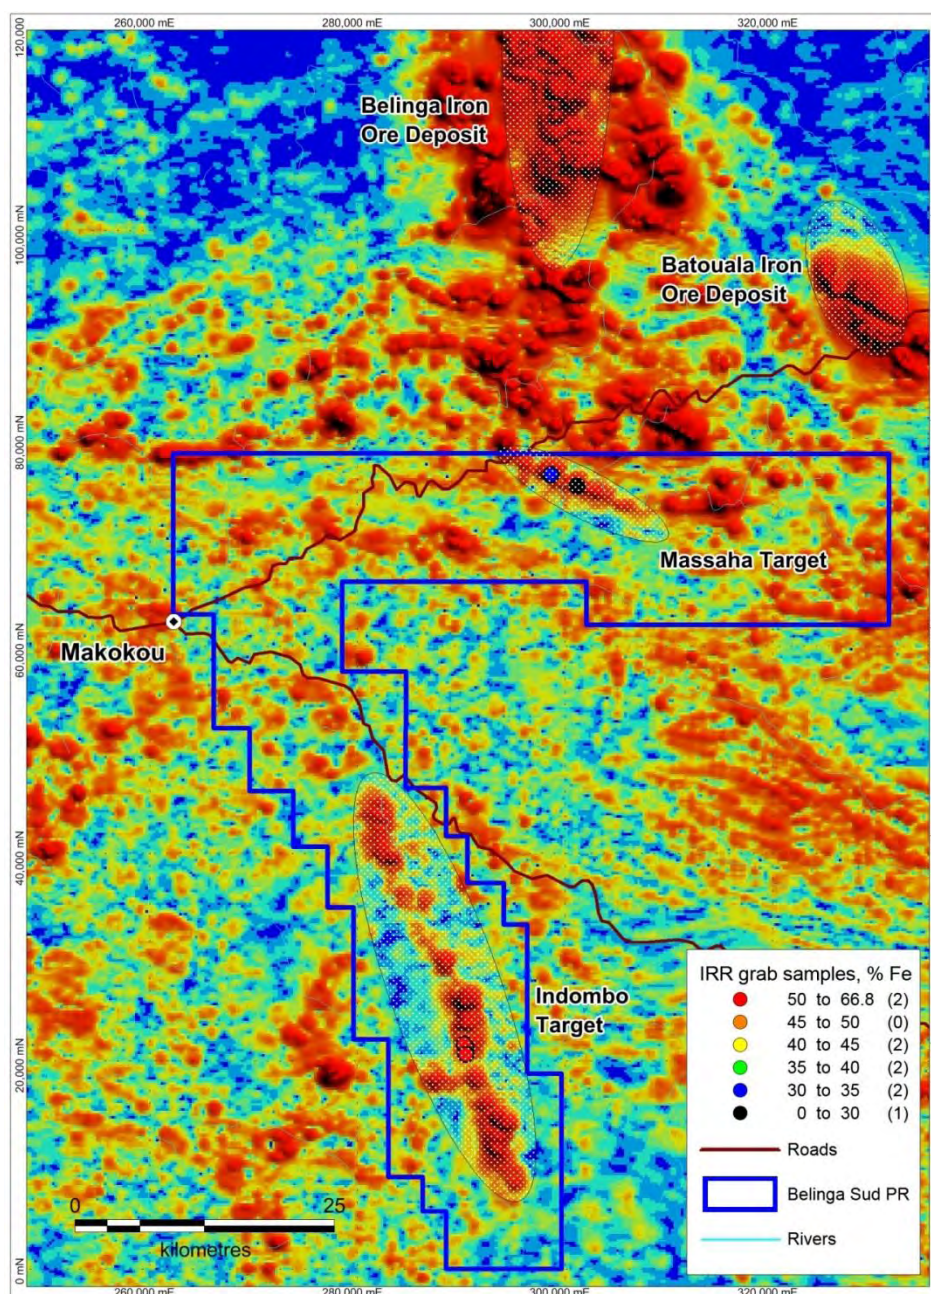 260,000 mE
280,000 mE
300,000 mE
320,000 mE
120,000
Belinga Iron
Ore Deposit
100,000 mN
Batouala Iron
Ore Deposit
80,000 mN
Massaha Target
Makokou
60,000 mN
40,000 mN
Indombo
Target
20,000 mN
0 mN
IRR grab samples, % Fe
50 to 66.8 (2)
45 to 50 (0)
40 to 45 (2)
35 to 40 (2)
30 to 35 (2)
0 to 30 (1)
Roads
Belinga Sud PR
Rivers
0 25
kilometres
260,000 mE
280,000 mE
300,000 mE
320,000 mE